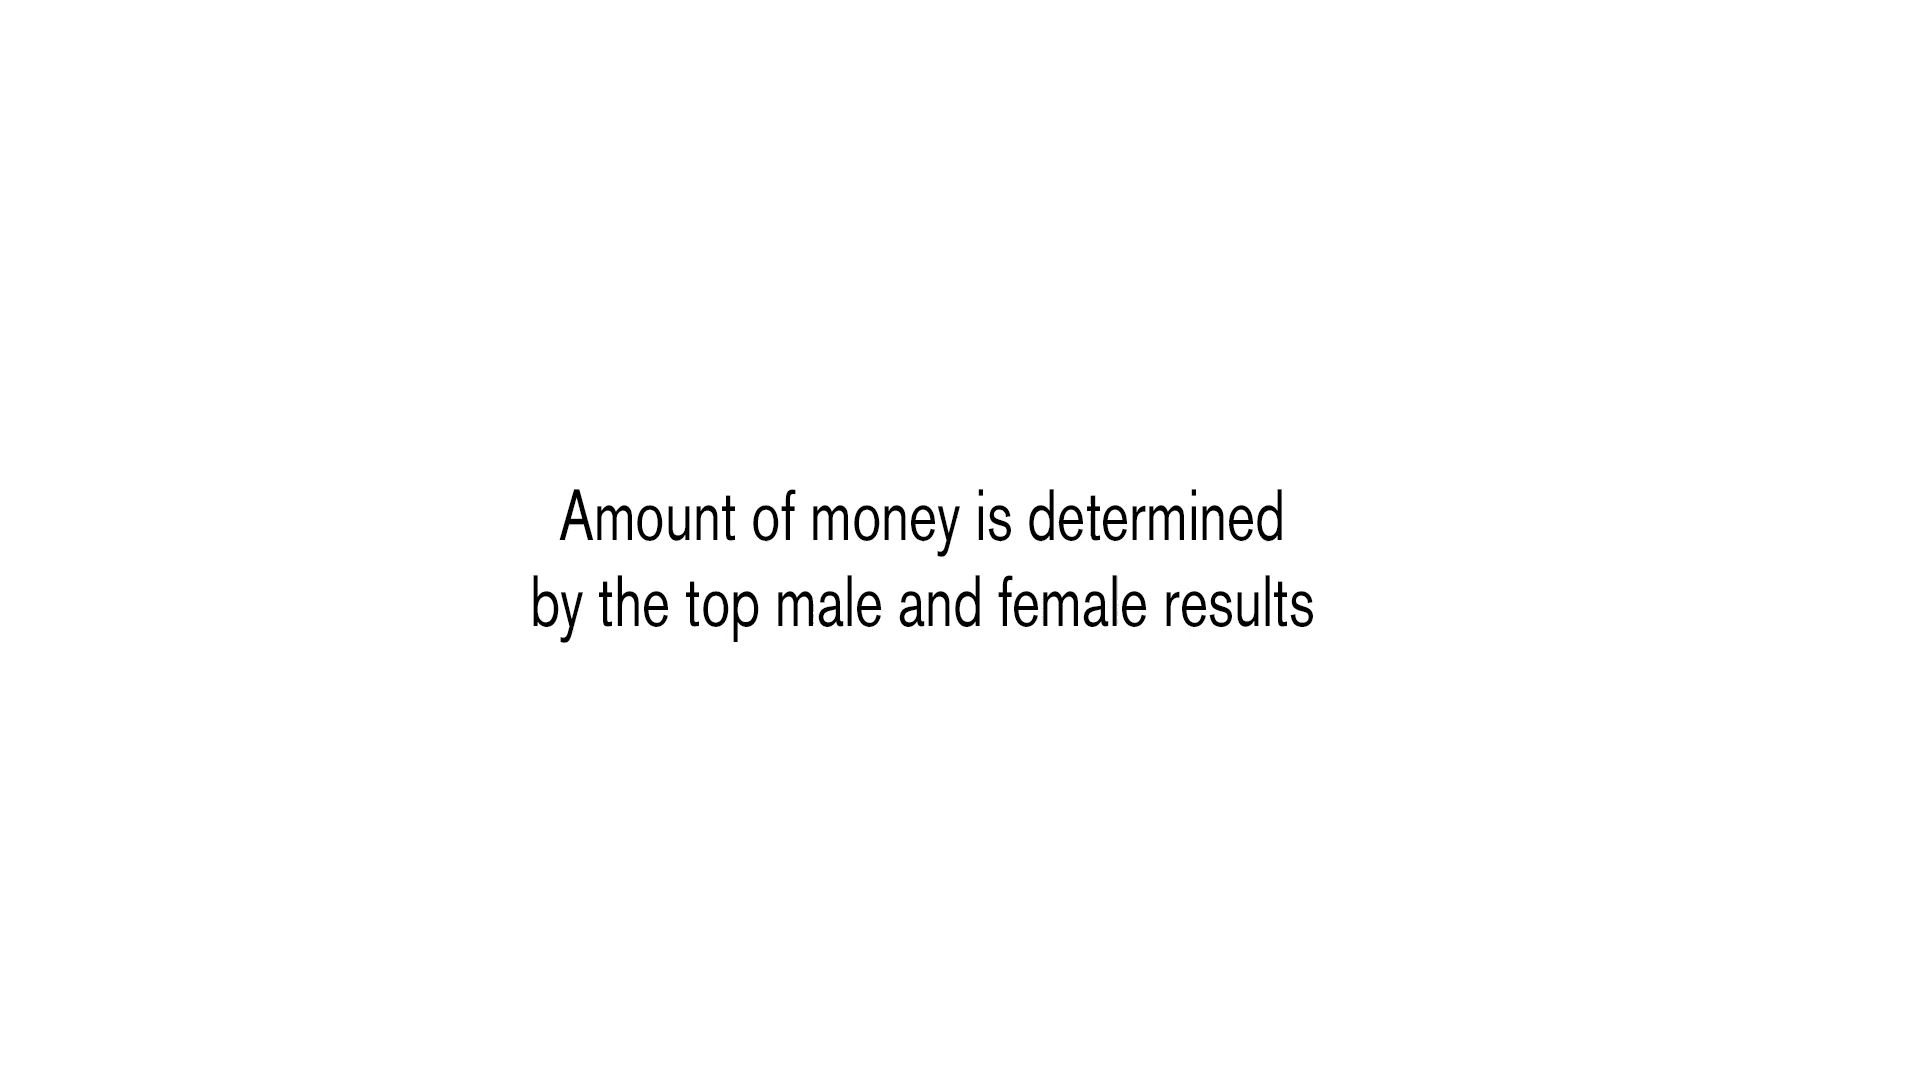 Amount of money is determined
by the top male and female results